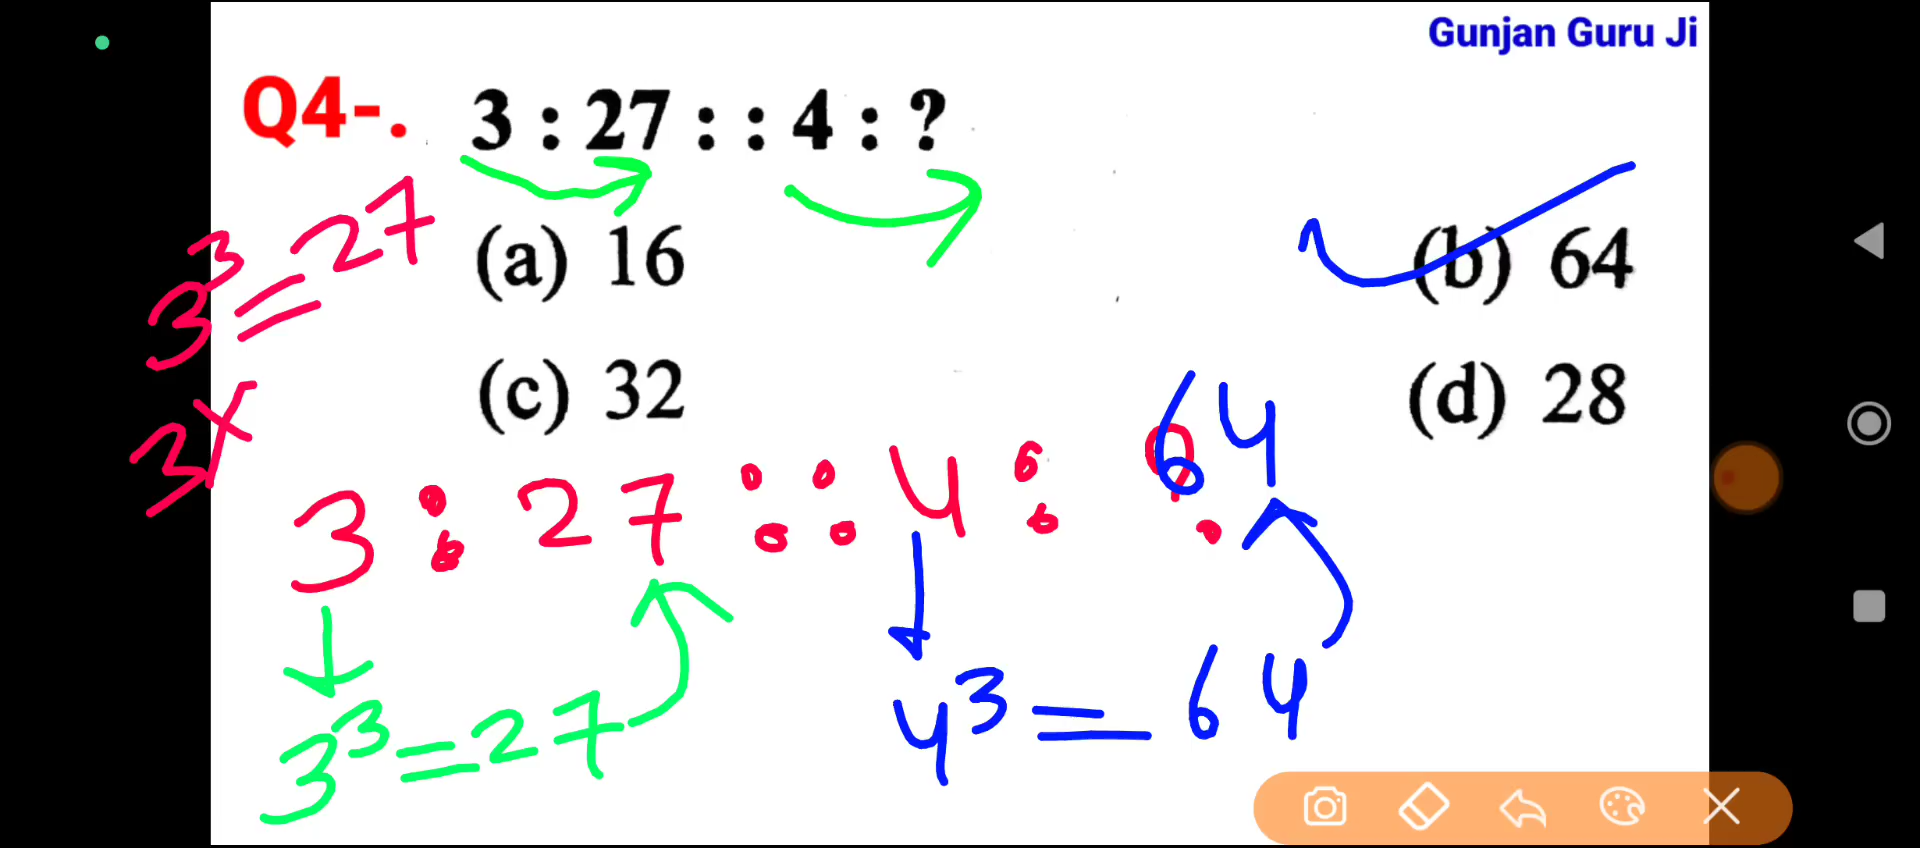 Gunjan Guru Ji
Q4-. 3 : 27 : : 4 : ?
(a) 16 (b) 64
(c) 32 (d) 28
3³=27
3
3 : 27 :: 4 : ? 64
3³=27
4³=64